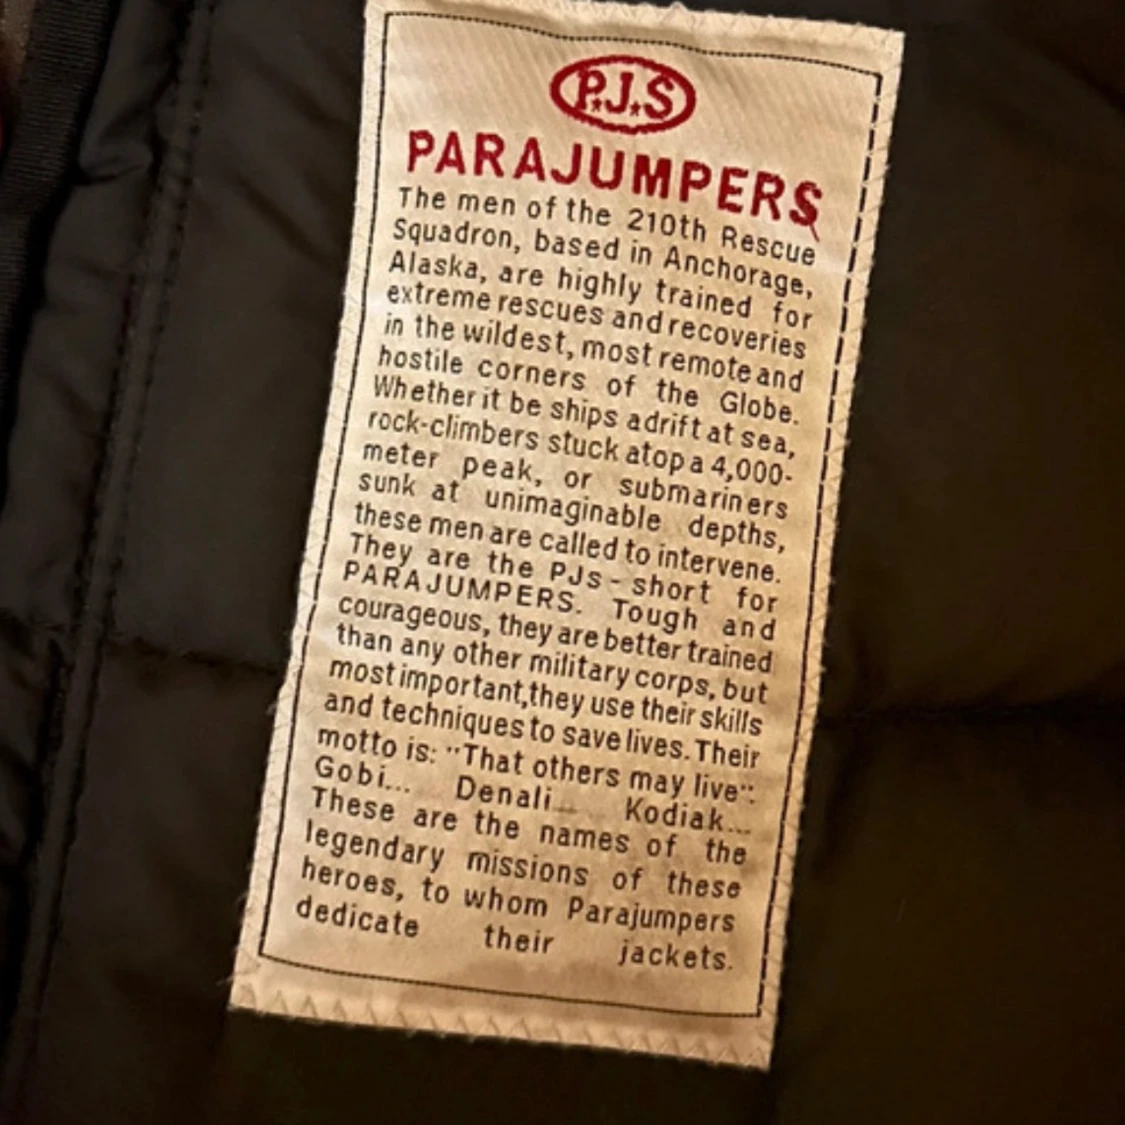 P.J.S
PARAJUMPERS
The men of the 210th Rescue
Squadron, based in Anchorage,
Alaska, are highly trained for
extreme rescues and recoveries
in the wildest, most remote and
hostile corners of the Globe.
Whether it be ships adrift at sea,
rock-climbers stuck atop a 4,000-
meter peak, or submariners
sunk at unimaginable depths,
these men are called to intervene.
They are the PJs - short for
PARAJUMPERS. Tough and
courageous, they are better trained
than any other military corps, but
most important,they use their skills
and techniques to save lives. Their
motto is: "That others may live".
Gobi... Denali... Kodiak...
These are the names of the
legendary missions of these
heroes, to whom Parajumpers
dedicate their jackets.